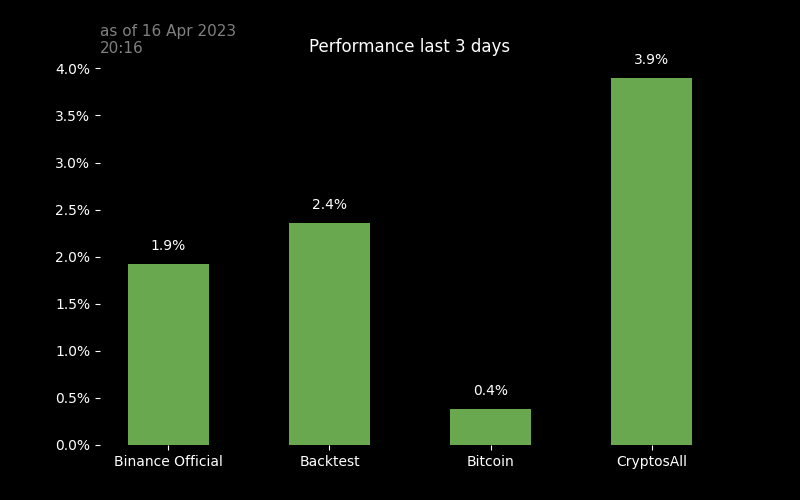 as of 16 Apr 2023
20:16
Performance last 3 days
4.0%
3.5%
3.0%
2.5%
2.0%
1.5%
1.0%
0.5%
0.0%
1.9%
2.4%
0.4%
3.9%
Binance Official
Backtest
Bitcoin
CryptosAll